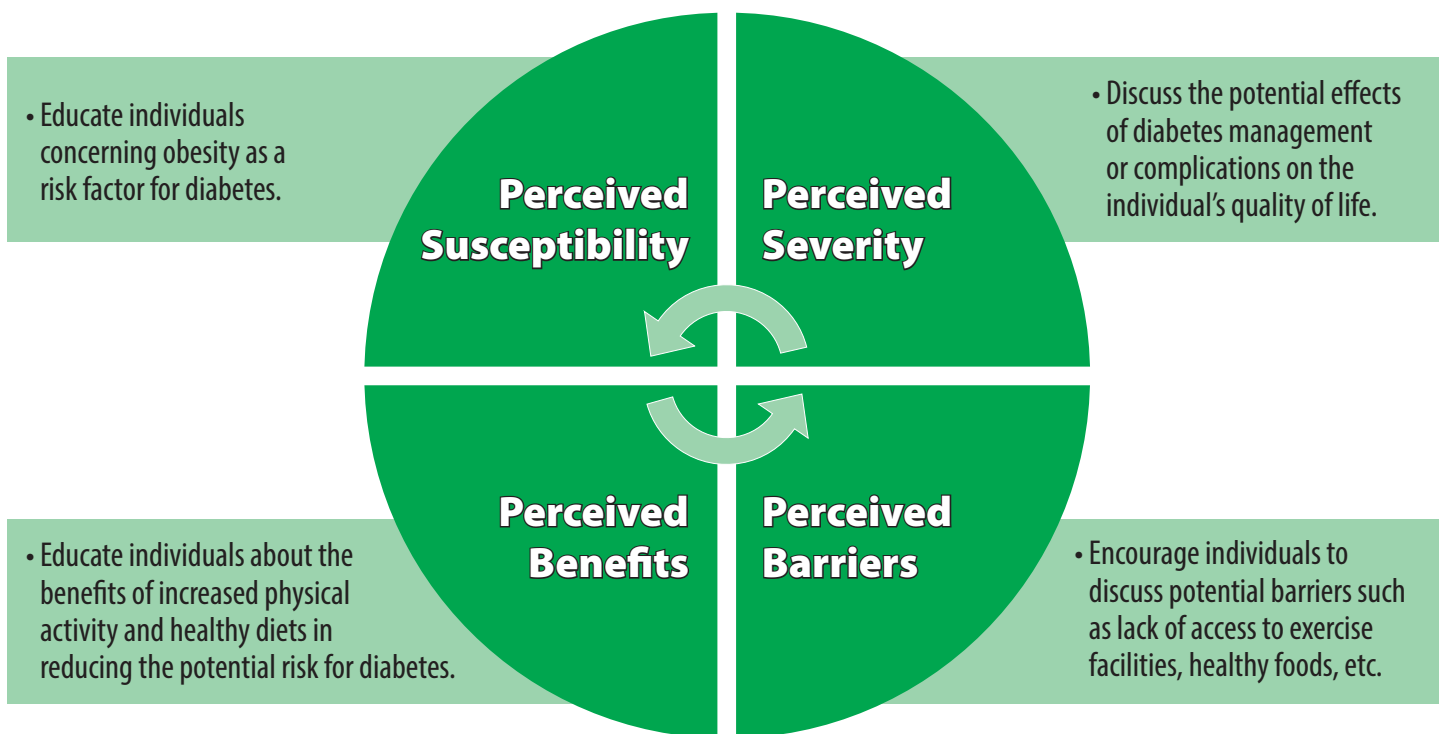 • Educate individuals
concerning obesity as a
risk factor for diabetes.
Perceived
Susceptibility
Perceived
Severity
• Discuss the potential effects
of diabetes management
or complications on the
individual’s quality of life.
• Educate individuals about the
benefits of increased physical
activity and healthy diets in
reducing the potential risk for diabetes.
Perceived
Benefits
Perceived
Barriers
• Encourage individuals to
discuss potential barriers such
as lack of access to exercise
facilities, healthy foods, etc.